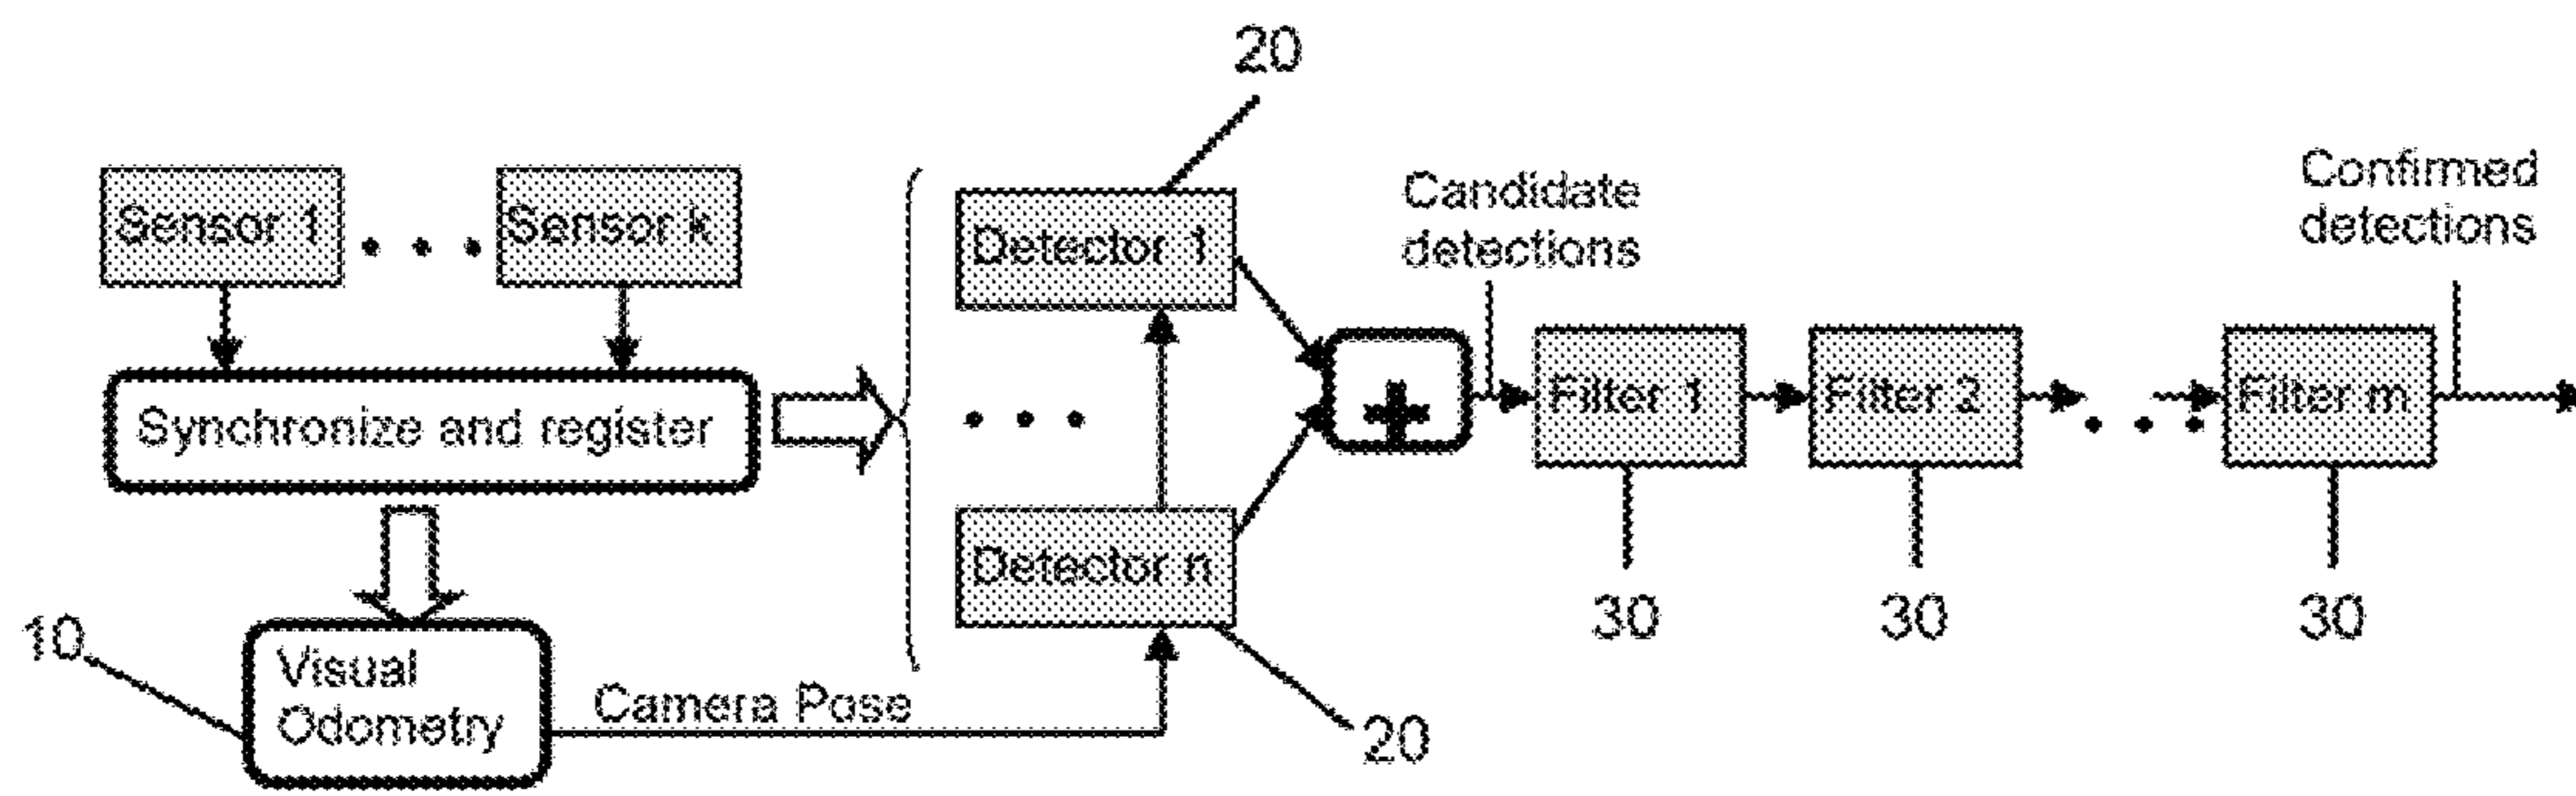 20
Sensor 1
. . .
Sensor k
Detector 1
Candidate
detections
Confirmed
detections
Synchronize and register
. . .
+
Filter 1
Filter 2
. . .
Filter m
Detector n
30
30
30
10
Visual
Odometry
Camera Pose
20